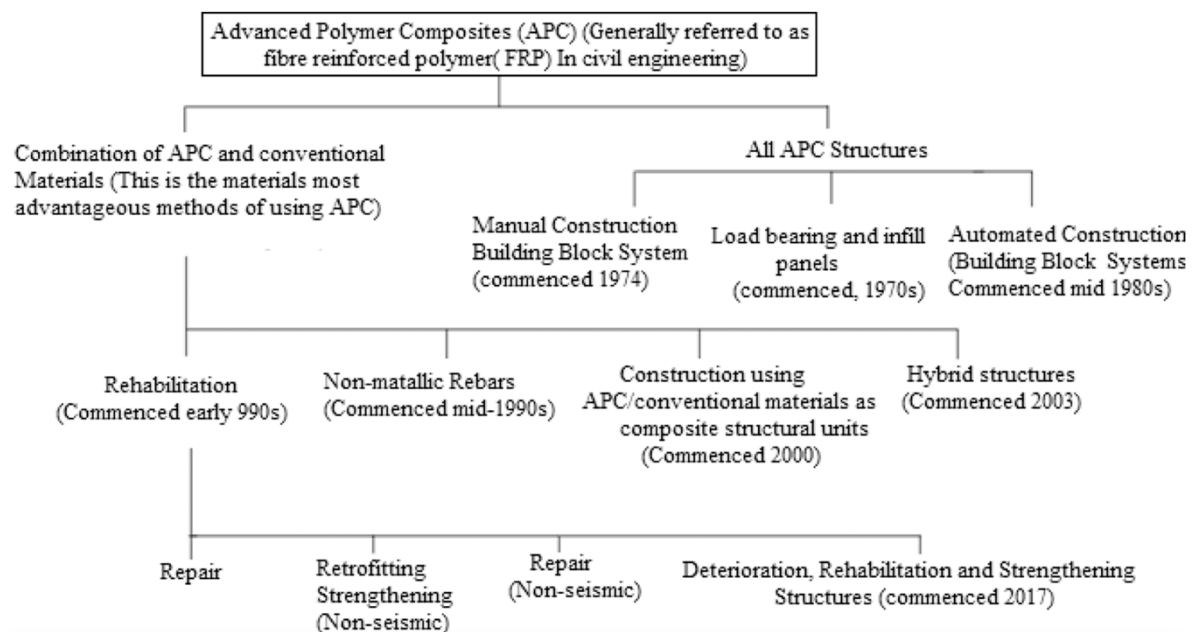 Advanced Polymer Composites (APC) (Generally referred to as
fibre reinforced polymer( FRP) In civil engineering)
Combination of APC and conventional
Materials (This is the materials most
advantageous methods of using APC)
All APC Structures
Manual Construction
Building Block System
(commenced 1974)
Load bearing and infill
panels
(commenced, 1970s)
Automated Construction
(Building Block Systems
Commenced mid 1980s)
Rehabilitation
(Commenced early 990s)
Non-matallic Rebars
(Commenced mid-1990s)
Construction using
APC/conventional materials as
composite structural units
(Commenced 2000)
Hybrid structures
(Commenced 2003)
Repair
Retrofitting
Strengthening
(Non-seismic)
Repair
(Non-seismic)
Deterioration, Rehabilitation and Strengthening
Structures (commenced 2017)